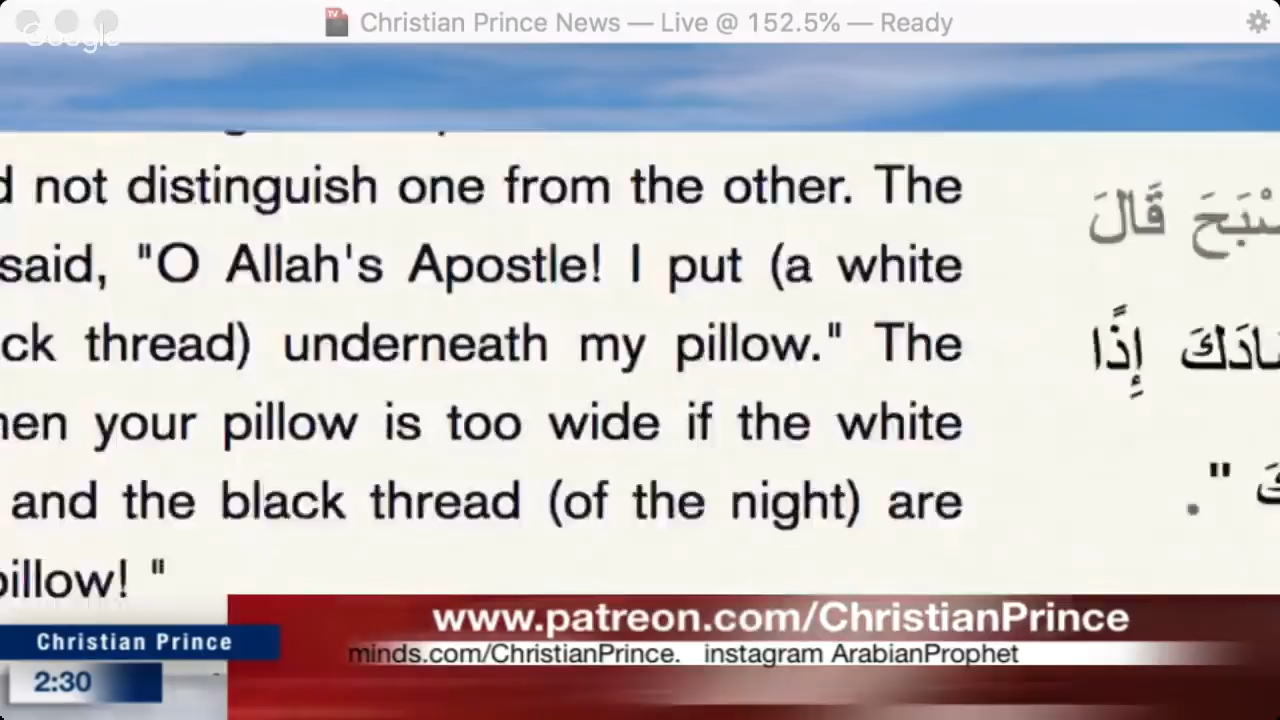 Google
Christian Prince News — Live @ 152.5% — Ready
d not distinguish one from the other. The
said, "O Allah's Apostle! I put (a white
ck thread) underneath my pillow." The
hen your pillow is too wide if the white
and the black thread (of the night) are
pillow! "
قَالَ
إِذًا
" .
www.patreon.com/ChristianPrince
Christian Prince
minds.com/ChristianPrince. instagram ArabianProphet
2:30